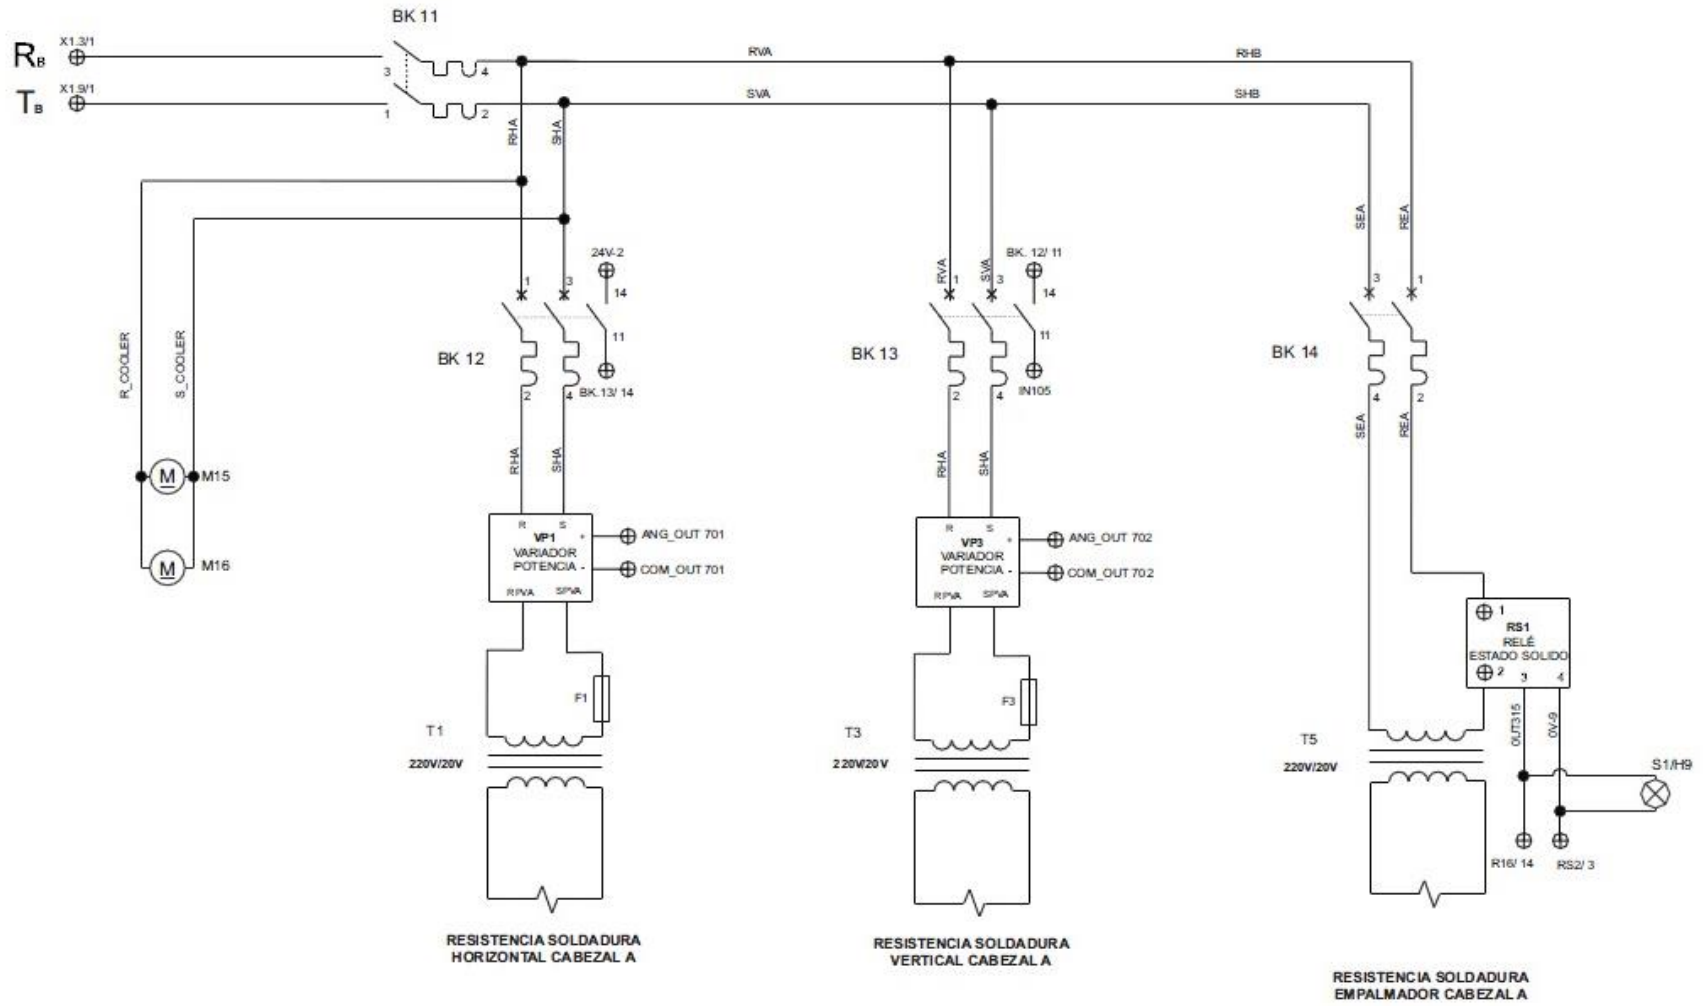 BK 11
X1.3/1
RB
3
4
RVA
RHB
X1.9/1
TB
1
2
SVA
SHB
RHA
SHA
SEA
REA
24V-2
BK. 12/ 11
1
3
14
RVA
1
SVA
3
14
3
1
11
11
R_COOLER
S_COOLER
BK 12
BK 13
BK 14
2
4
BK.13/ 14
2
4
IN105
4
2
SEA
REA
RHA
SHA
RHA
SHA
M
M15
M
M16
R
S
VP1
+
VARIADOR
POTENCIA -
RPVA
SPVA
ANG_OUT 701
COM_OUT 701
R
S
VP3
+
VARIADOR
POTENCIA -
RPVA
SPVA
ANG_OUT 702
COM_OUT 702
1
RS1
RELÉ
ESTADO SOLIDO
2
3
4
F1
F3
OUT315
0V-9
T1
220V/20V
T3
220V/20V
T5
220V/20V
S1/H9
R16/ 14
RS2/ 3
RESISTENCIA SOLDADURA
HORIZONTAL CABEZAL A
RESISTENCIA SOLDADURA
VERTICAL CABEZAL A
RESISTENCIA SOLDADURA
EMPALMADOR CABEZAL A